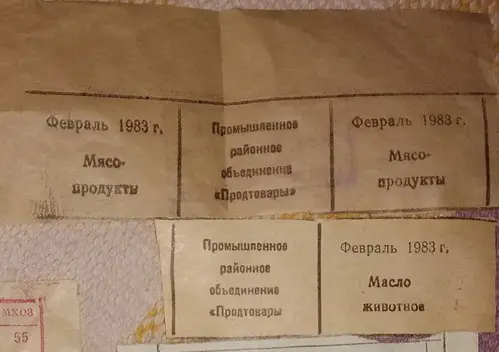 Февраль 1983 г.
Мясо-
продукты
Промышленное
районное
объединение
«Продтовары»
Февраль 1983 г.
Мясо-
продукты
Промышленное
районное
объединение
«Продтовары
Февраль 1983 г.
Масло
животное
МХОЗ
55